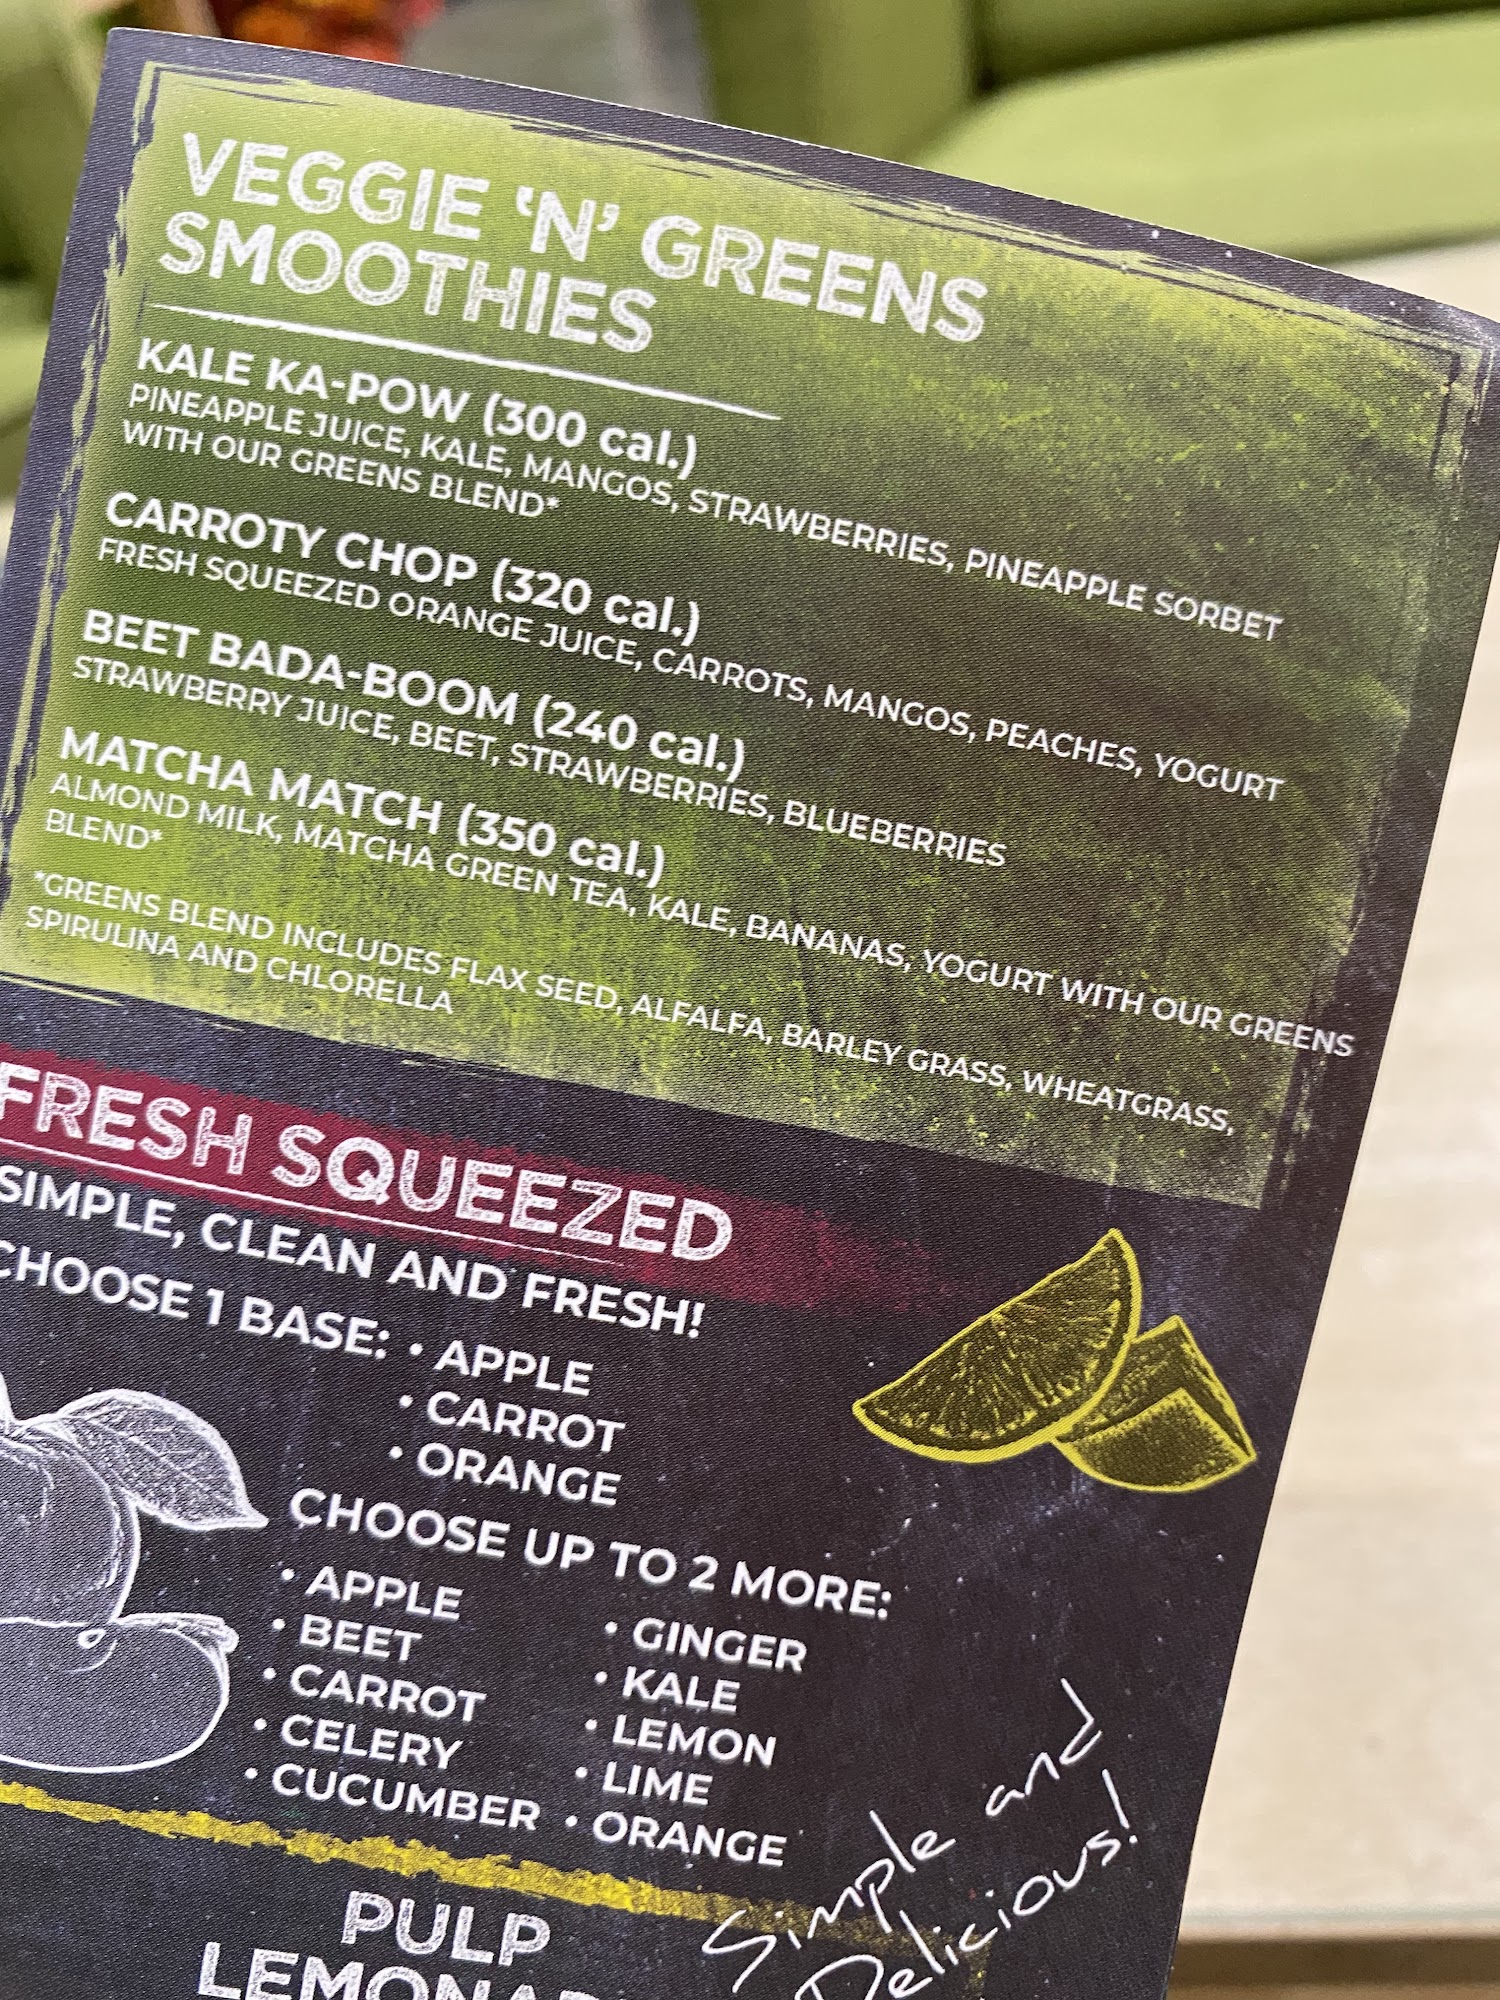 VEGGIE ‘N’ GREENS
SMOOTHIES
KALE KA-POW (300 cal.)
PINEAPPLE JUICE, KALE, MANGOS, STRAWBERRIES, PINEAPPLE SORBET
WITH OUR GREENS BLEND*
CARROTY CHOP (320 cal.)
FRESH SQUEEZED ORANGE JUICE, CARROTS, MANGOS, PEACHES, YOGURT
BEET BADA-BOOM (240 cal.)
STRAWBERRY JUICE, BEET, STRAWBERRIES, BLUEBERRIES
MATCHA MATCH (350 cal.)
ALMOND MILK, MATCHA GREEN TEA, KALE, BANANAS, YOGURT WITH OUR GREENS
BLEND*
*GREENS BLEND INCLUDES FLAX SEED, ALFALFA, BARLEY GRASS, WHEATGRASS,
SPIRULINA AND CHLORELLA
FRESH SQUEEZED
SIMPLE, CLEAN AND FRESH!
CHOOSE 1 BASE: • APPLE
• CARROT
• ORANGE
CHOOSE UP TO 2 MORE:
• APPLE
• BEET
• CARROT
• CELERY
• CUCUMBER
• GINGER
• KALE
• LEMON
• LIME
• ORANGE
Simple and
Delicious!
PULP